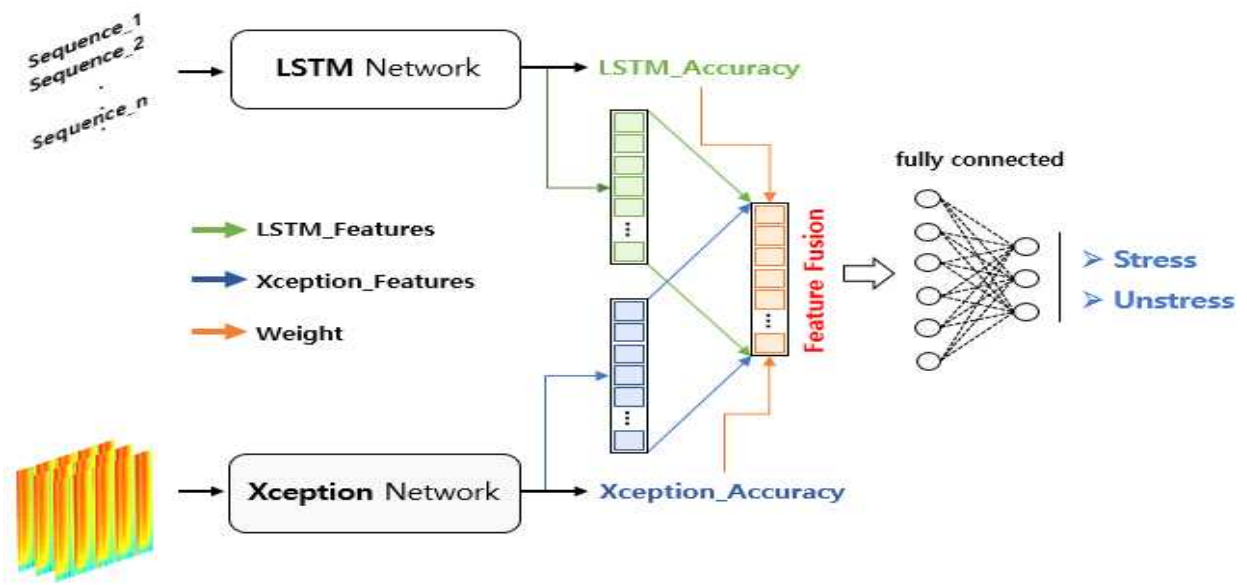 Sequence_1
Sequence_2
.
.
Sequence_n
LSTM Network
LSTM_Accuracy
...
LSTM_Features
Xception_Features
Weight
...
...
Feature Fusion
fully connected
➢ Stress
➢ Unstress
Xception Network
Xception_Accuracy